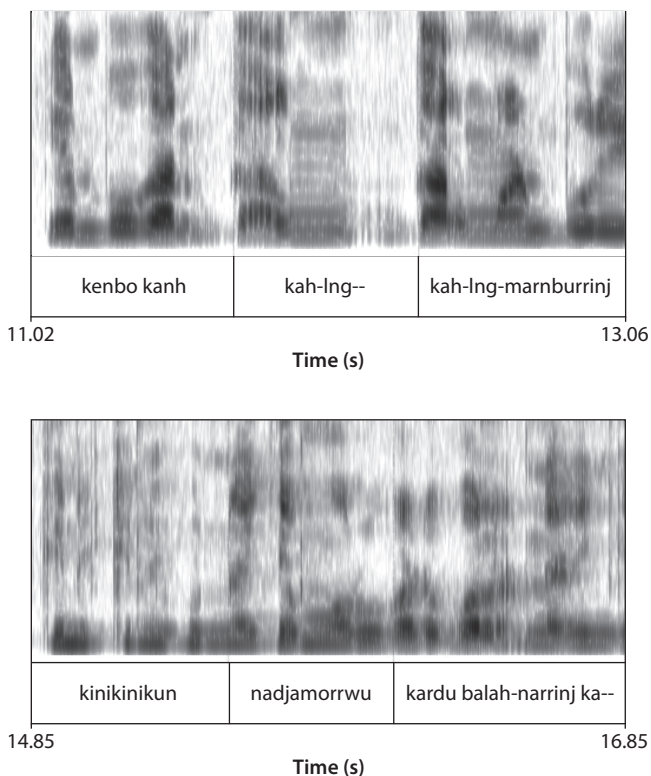 kenbo kanh kah-lng-- kah-lng-marnburrinj
11.02 13.06
Time (s)
kinikinikun nadjamorrwu kardu balah-narrinj ka--
14.85 16.85
Time (s)